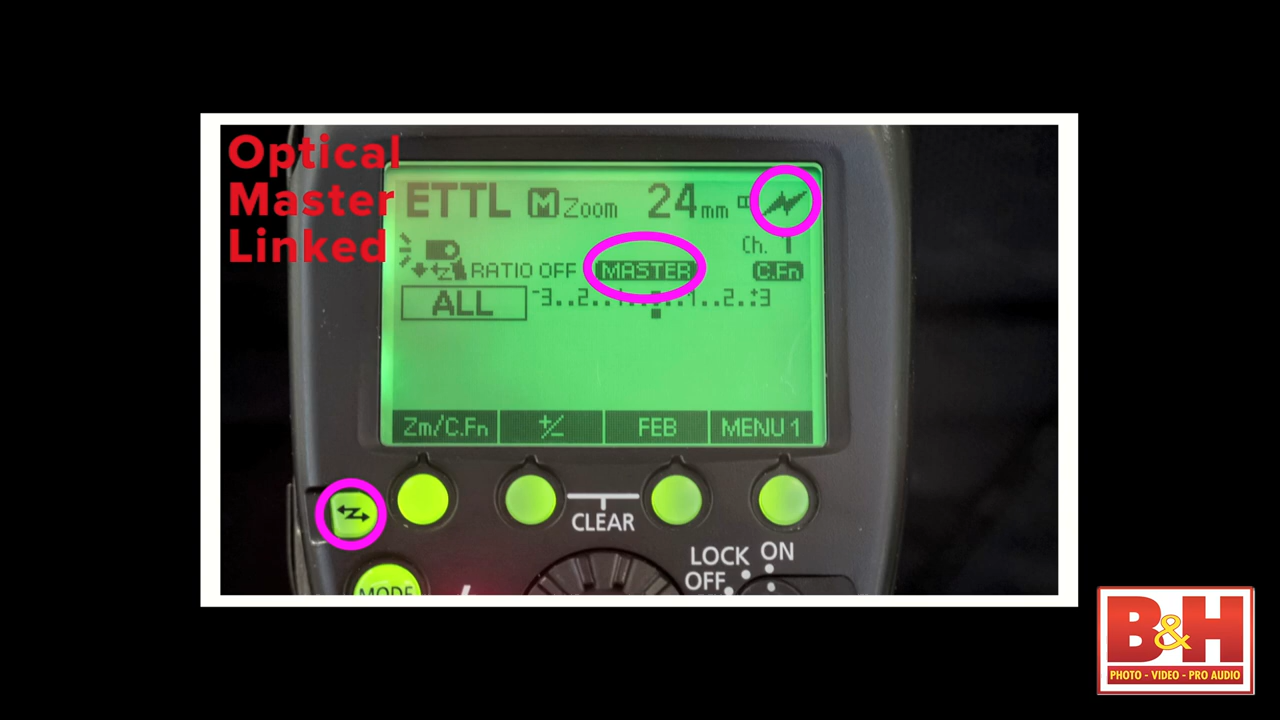 Optical
Master
Linked
ETTL M Zoom 24mm
Ch. 1
RATIO OFF MASTER C.Fn
ALL -3..2..1..0..1..2..+3
Zm/C.Fn +/- FEB MENU 1
CLEAR
LOCK ON
OFF
MODE
B&H
PHOTO - VIDEO - PRO AUDIO